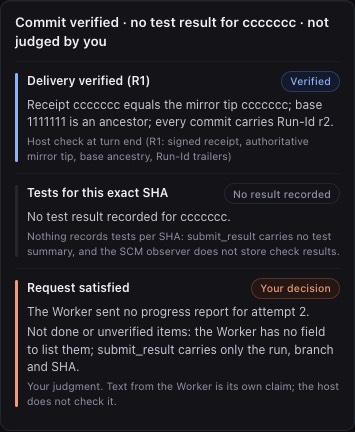 Commit verified · no test result for ccccccc · not
judged by you
Delivery verified (R1)
Verified
Receipt ccccccc equals the mirror tip ccccccc; base
1111111 is an ancestor; every commit carries Run-Id r2.
Host check at turn end (R1: signed receipt, authoritative
mirror tip, base ancestry, Run-Id trailers)
Tests for this exact SHA
No result recorded
No test result recorded for ccccccc.
Nothing records tests per SHA: submit_result carries no test
summary, and the SCM observer does not store check results.
Request satisfied
Your decision
The Worker sent no progress report for attempt 2.
Not done or unverified items: the Worker has no field
to list them; submit_result carries only the run, branch
and SHA.
Your judgment. Text from the Worker is its own claim; the host
does not check it.